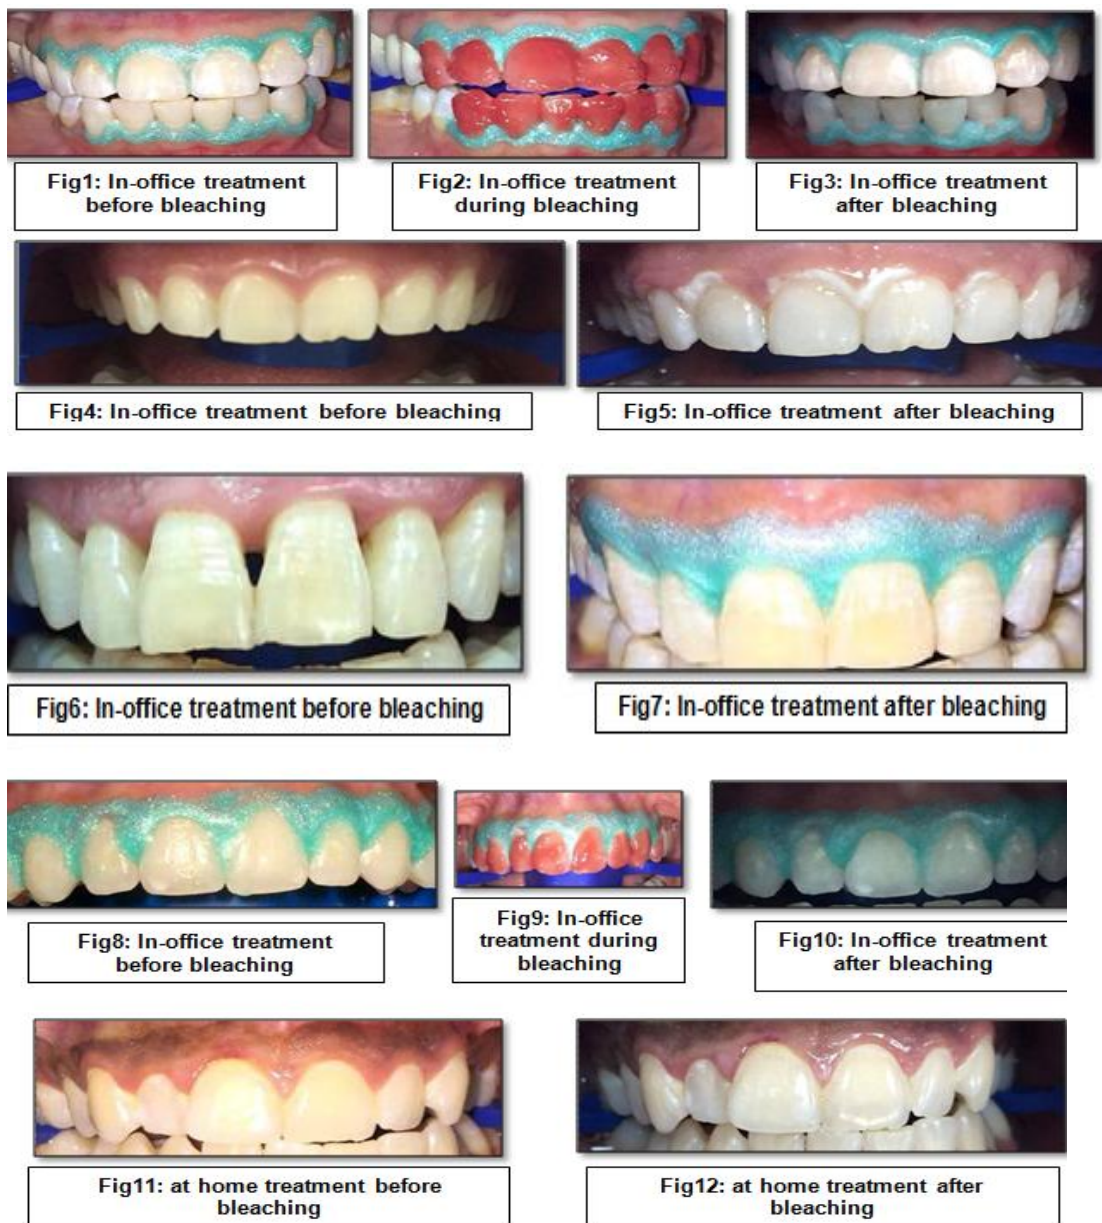 Fig1: In-office treatment
before bleaching
Fig2: In-office treatment
during bleaching
Fig3: In-office treatment
after bleaching
Fig4: In-office treatment before bleaching
Fig5: In-office treatment after bleaching
Fig6: In-office treatment before bleaching
Fig7: In-office treatment after bleaching
Fig8: In-office treatment
before bleaching
Fig9: In-office
treatment during
bleaching
Fig10: In-office treatment
after bleaching
Fig11: at home treatment before
bleaching
Fig12: at home treatment after
bleaching